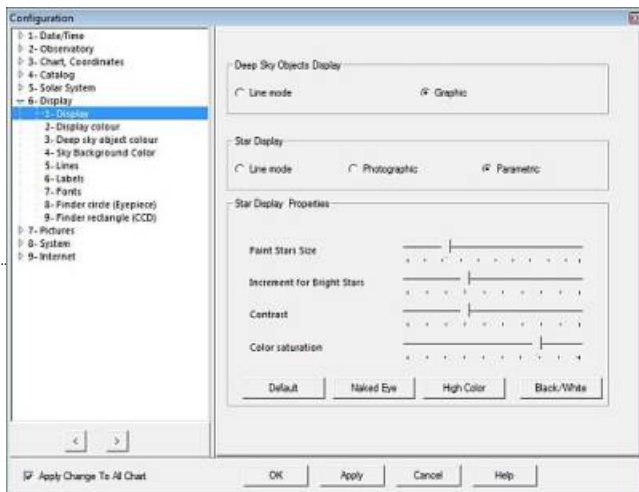 Configuration
1- Date/Time
2- Observatory
3- Chart, Coordinates
4- Catalog
5- Solar System
6- Display
1- Display
2- Display colour
3- Deep sky object colour
4- Sky Background Color
5- Lines
6- Labels
7- Fonts
8- Finder circle (Eyepiece)
9- Finder rectangle (CCD)
7- Pictures
8- System
9- Internet
Deep Sky Objects Display
Line mode Graphic
Star Display
Line mode Photographic Parametric
Star Display Properties
Faint Stars Size
Increment for Bright Stars
Contrast
Color saturation
Default Naked Eye High Color Black/White
< >
Apply Change To All Chart
OK Apply Cancel Help